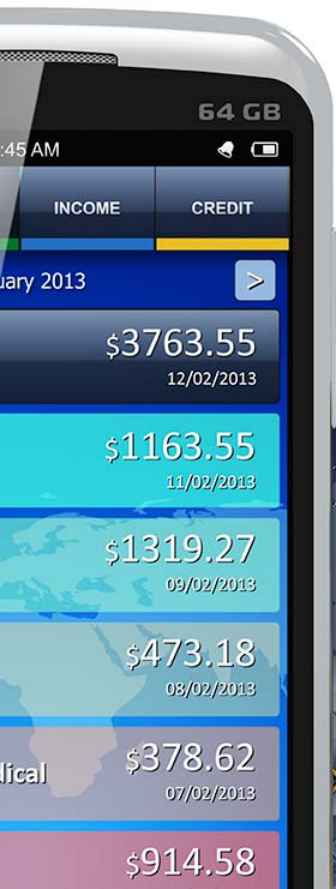 64 GB
:45 AM
INCOME
CREDIT
uary 2013
>
$3763.55
12/02/2013
$1163.55
11/02/2013
$1319.27
09/02/2013
$473.18
08/02/2013
dical
$378.62
07/02/2013
$914.58